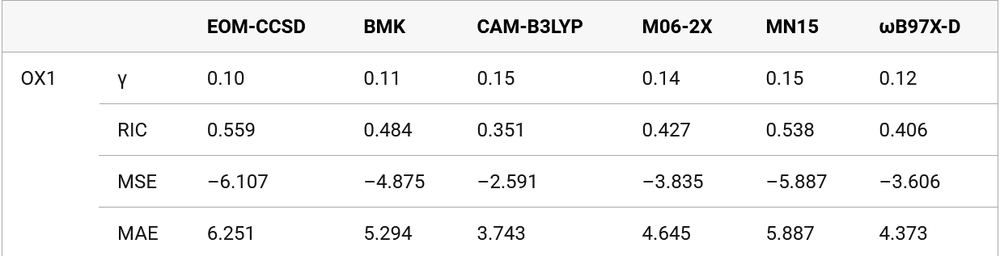 EOM-CCSD BMK CAM-B3LYP M06-2X MN15 ωB97X-D
OX1 γ 0.10 0.11 0.15 0.14 0.15 0.12
RIC 0.559 0.484 0.351 0.427 0.538 0.406
MSE −6.107 −4.875 −2.591 −3.835 −5.887 −3.606
MAE 6.251 5.294 3.743 4.645 5.887 4.373